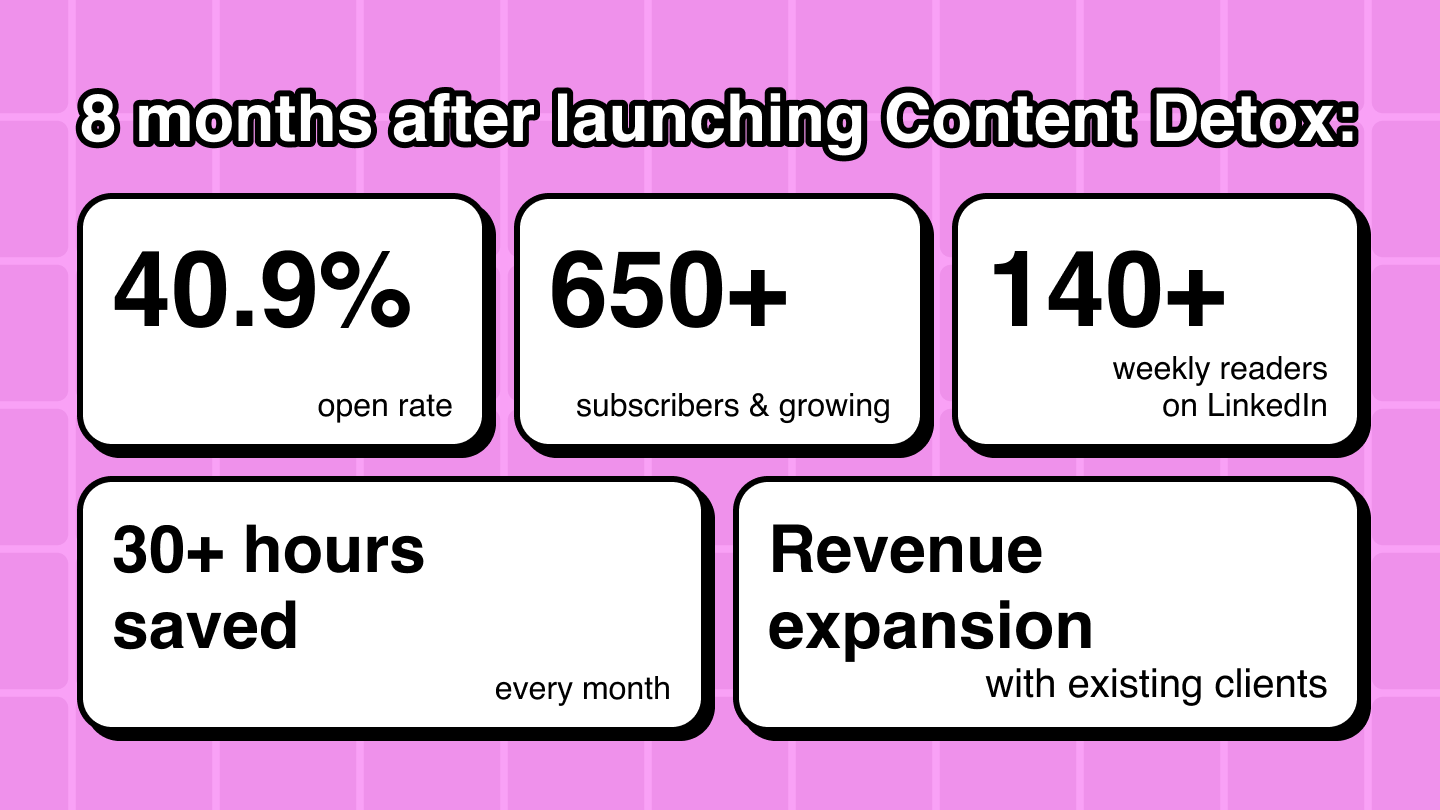 8 months after launching Content Detox:
40.9%
open rate
650+
subscribers & growing
140+
weekly readers
on LinkedIn
30+ hours
saved
every month
Revenue
expansion
with existing clients